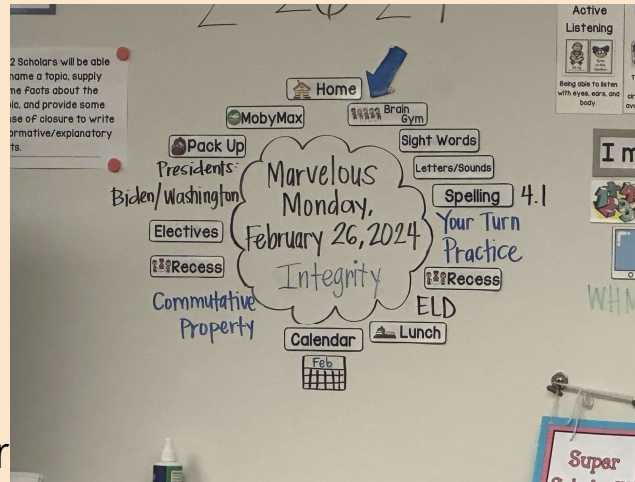 2 Scholars will be able
name a topic, supply
me facts about the
ic, and provide some
se of closure to write
ormative/explanatory
ts.
Active
Listening
Being able to listen
with eyes, ears, and
body.
I m
Home
Brain
Gym
Sight Words
Letters/Sounds
Spelling 4.1
Your Turn
Practice
Recess
ELD
Lunch
Calendar
Feb
Commutative
Property
Recess
Electives
Presidents:
Biden/Washington
Pack Up
MobyMax
Marvelous
Monday,
February 26, 2024
Integrity
WHM
Super
r